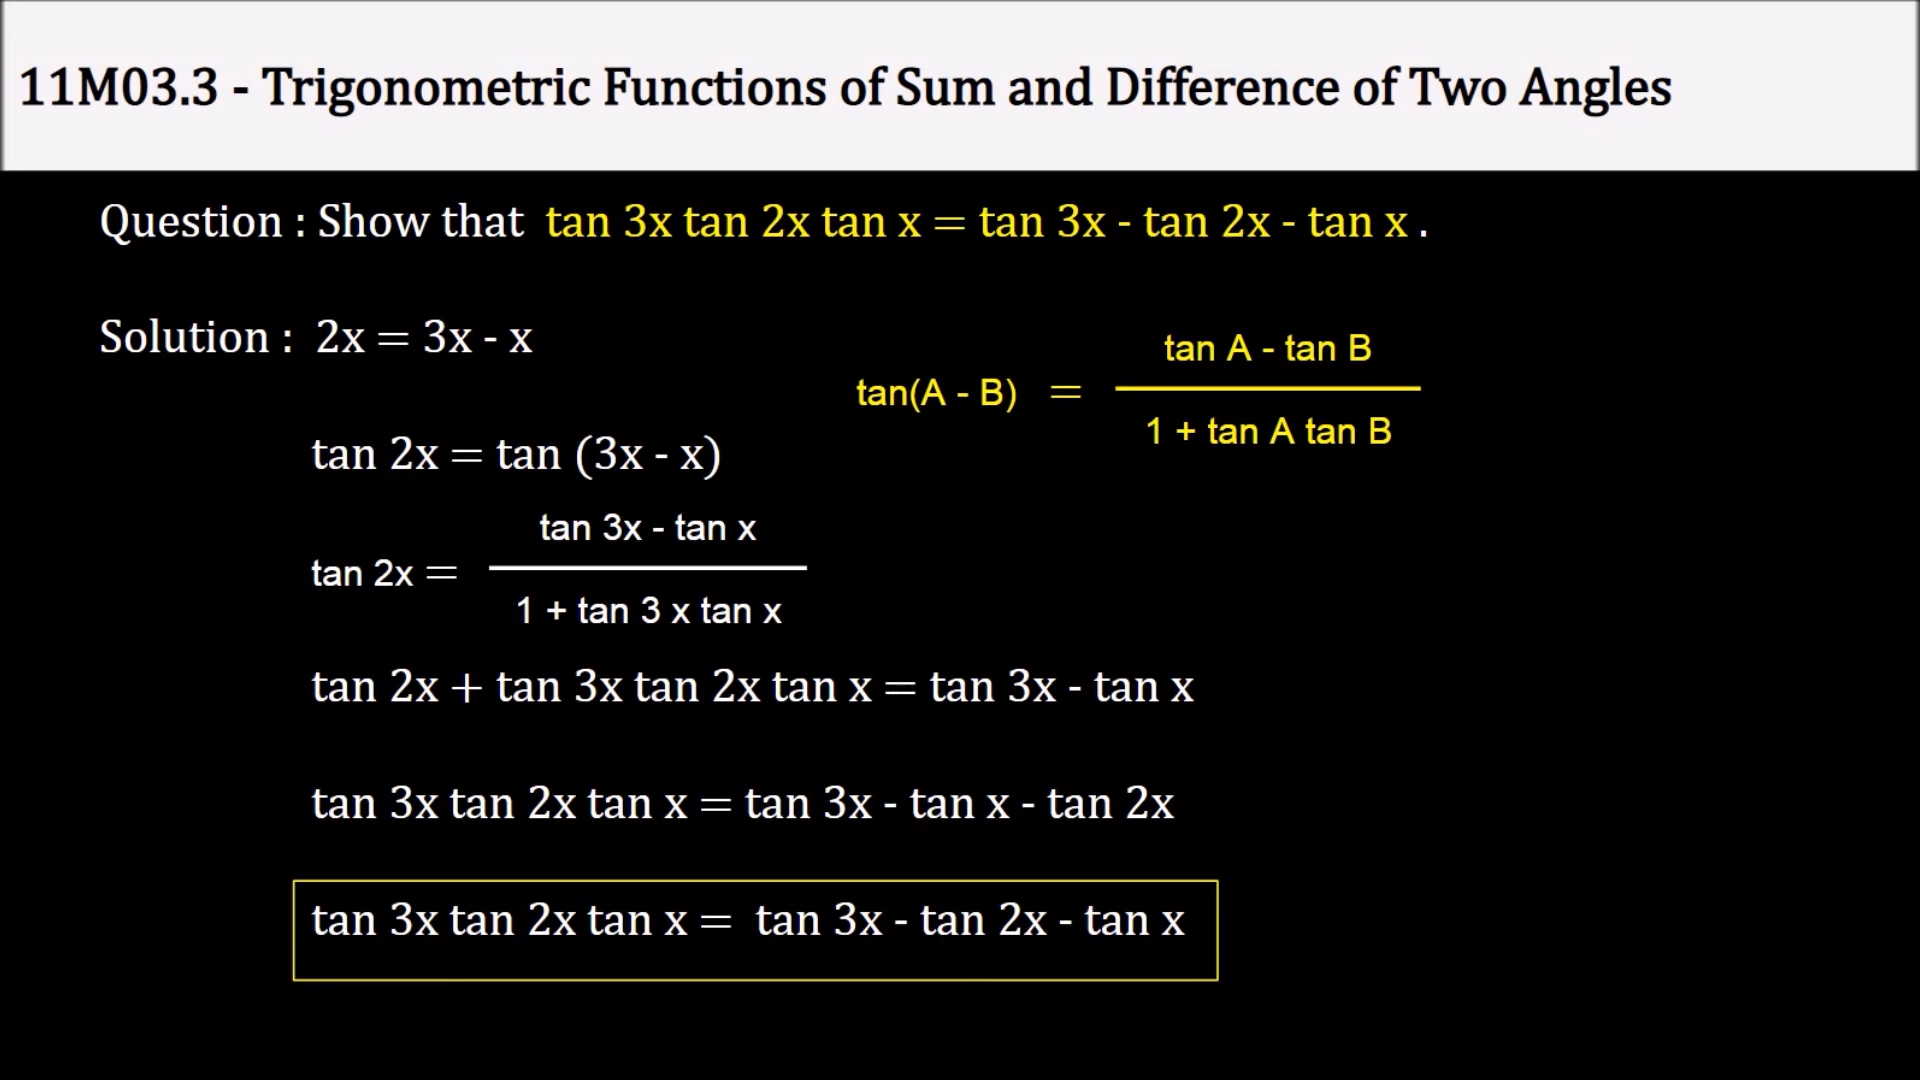 11M03.3 - Trigonometric Functions of Sum and Difference of Two Angles
Question : Show that tan 3x tan 2x tan x = tan 3x - tan 2x - tan x .
Solution : 2x = 3x - x
tan A - tan B
tan(A - B) =
1 + tan A tan B
tan 2x = tan (3x - x)
tan 3x - tan x
tan 2x =
1 + tan 3 x tan x
tan 2x + tan 3x tan 2x tan x = tan 3x - tan x
tan 3x tan 2x tan x = tan 3x - tan x - tan 2x
tan 3x tan 2x tan x = tan 3x - tan 2x - tan x